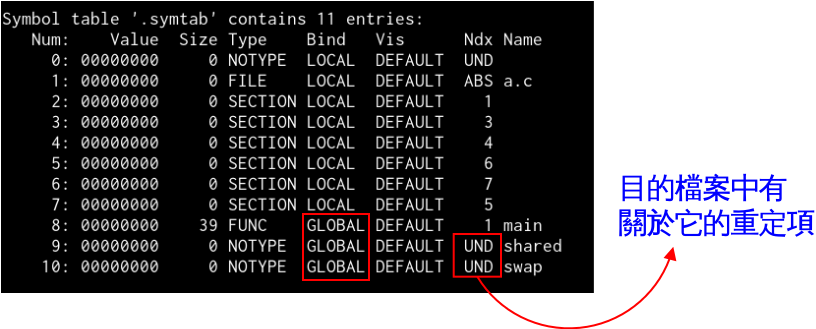 Symbol table '.symtab' contains 11 entries:
Num: Value Size Type Bind Vis Ndx Name
0: 00000000 0 NOTYPE LOCAL DEFAULT UND
1: 00000000 0 FILE LOCAL DEFAULT ABS a.c
2: 00000000 0 SECTION LOCAL DEFAULT 1
3: 00000000 0 SECTION LOCAL DEFAULT 3
4: 00000000 0 SECTION LOCAL DEFAULT 4
5: 00000000 0 SECTION LOCAL DEFAULT 6
6: 00000000 0 SECTION LOCAL DEFAULT 7
7: 00000000 0 SECTION LOCAL DEFAULT 5
8: 00000000 39 FUNC GLOBAL DEFAULT 1 main
9: 00000000 0 NOTYPE GLOBAL DEFAULT UND shared
10: 00000000 0 NOTYPE GLOBAL DEFAULT UND swap
目的檔案中有
關於它的重定項